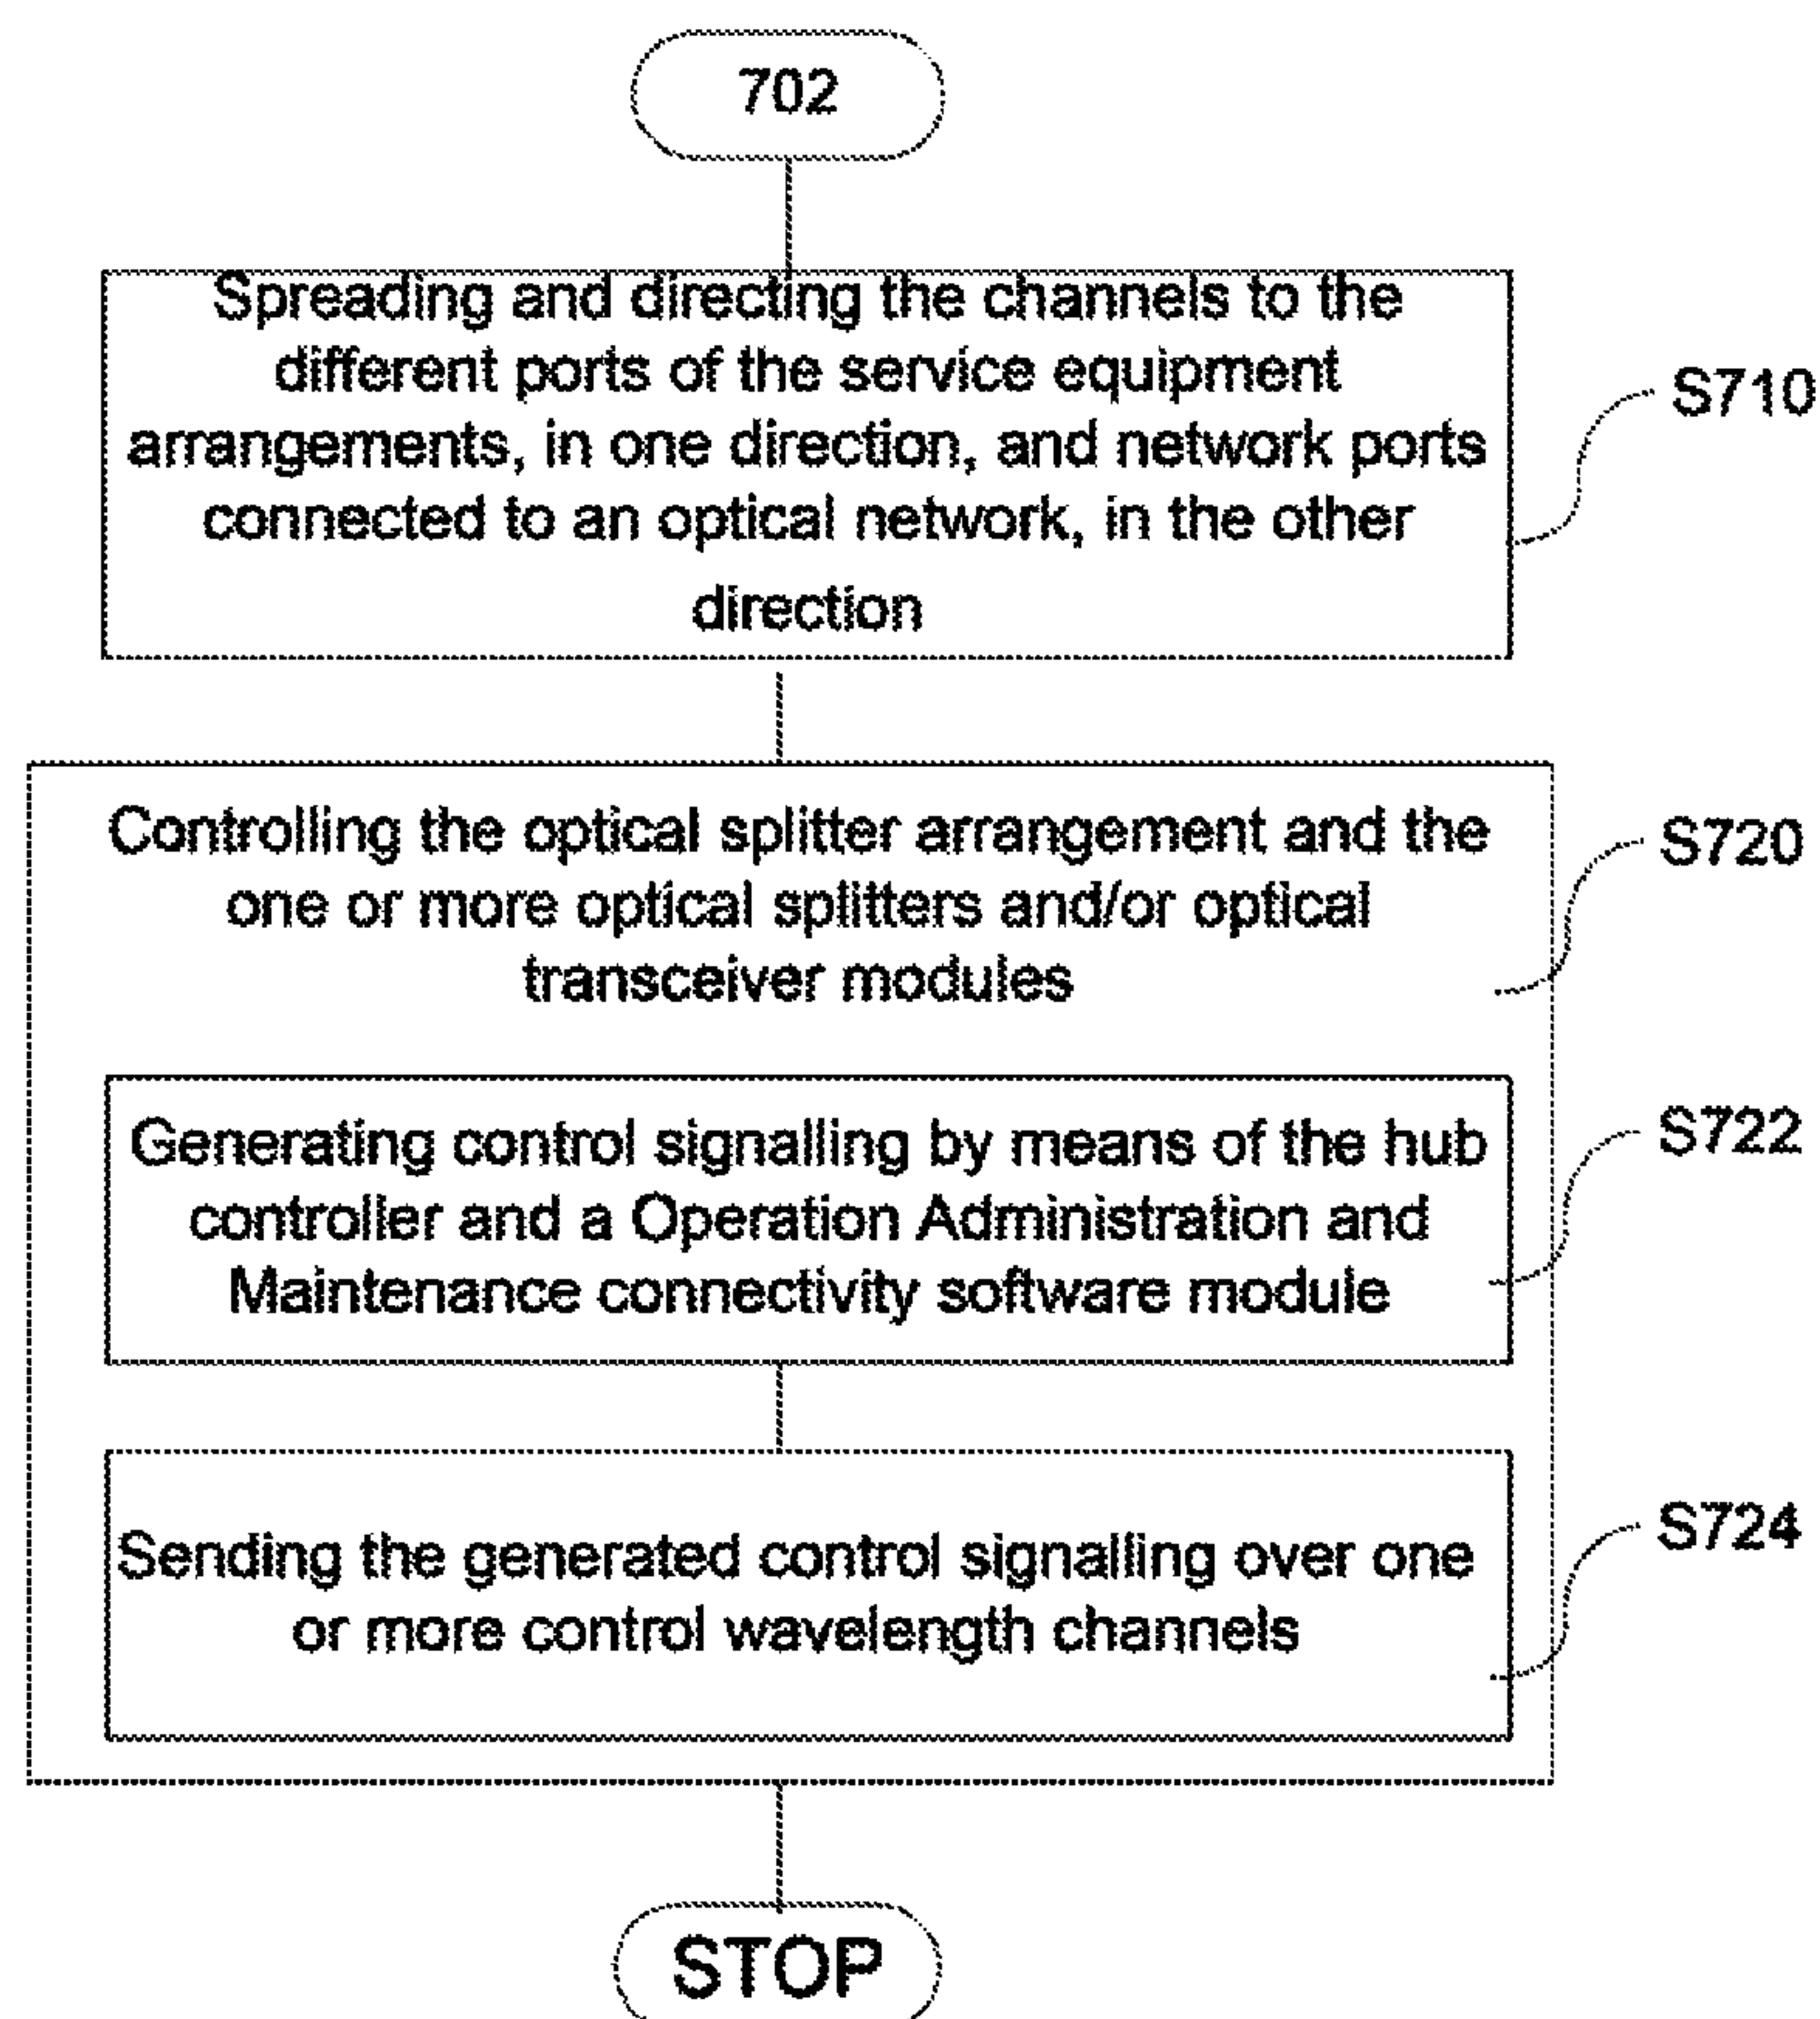 702
Spreading and directing the channels to the
different ports of the service equipment
arrangements, in one direction, and network ports
connected to an optical network, in the other
direction
S710
Controlling the optical splitter arrangement and the
one or more optical splitters and/or optical
transceiver modules
S720
Generating control signalling by means of the hub
controller and a Operation Administration and
Maintenance connectivity software module
S722
Sending the generated control signalling over one
or more control wavelength channels
S724
STOP